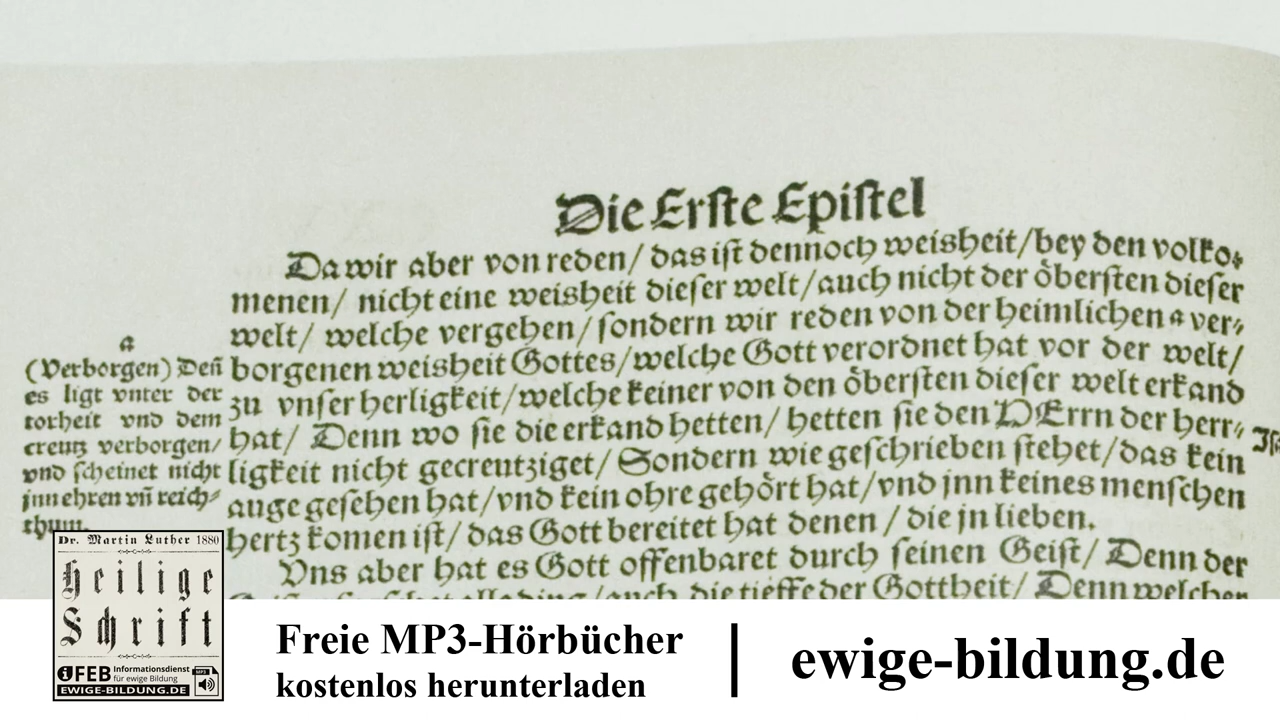 Die Erste Epistel
Da wir aber von reden/ das ist dennoch weisheit/bey den volko⸗
menen/ nicht eine weisheit dieser welt/auch nicht der öbersten dieser
welt/ welche vergehen/sondern wir reden von der heimlichen a ver⸗
borgenen weisheit Gottes/welche Gott verordnet hat vor der welt/
zu vnser herligkeit/welche keiner von den öbersten dieser welt erkand
hat/ Denn wo sie die erkand hetten/ hetten sie den HErrn der herr⸗
ligkeit nicht gecreutziget/ Sondern wie geschrieben stehet/das kein
auge gesehen hat/vnd kein ohre gehört hat/vnd jnn keines menschen
hertz komen ist/ das Gott bereitet hat denen / die jn lieben.
Vns aber hat es Gott offenbaret durch seinen Geist/ Denn der
die tieffe der Gottheit/ Denn welcher
a
(Verborgen) Deñ
es ligt vnter der
torheit vnd dem
creutz verborgen/
vnd scheinet nicht
jnn ehren vñ reich⸗
thum.
Dr. Martin Luther 1880
Heilige
Schrift
iFEB Informationsdienst
für ewige Bildung
MP3
EWIGE-BILDUNG.DE
Freie MP3-Hörbücher
kostenlos herunterladen
ewige-bildung.de